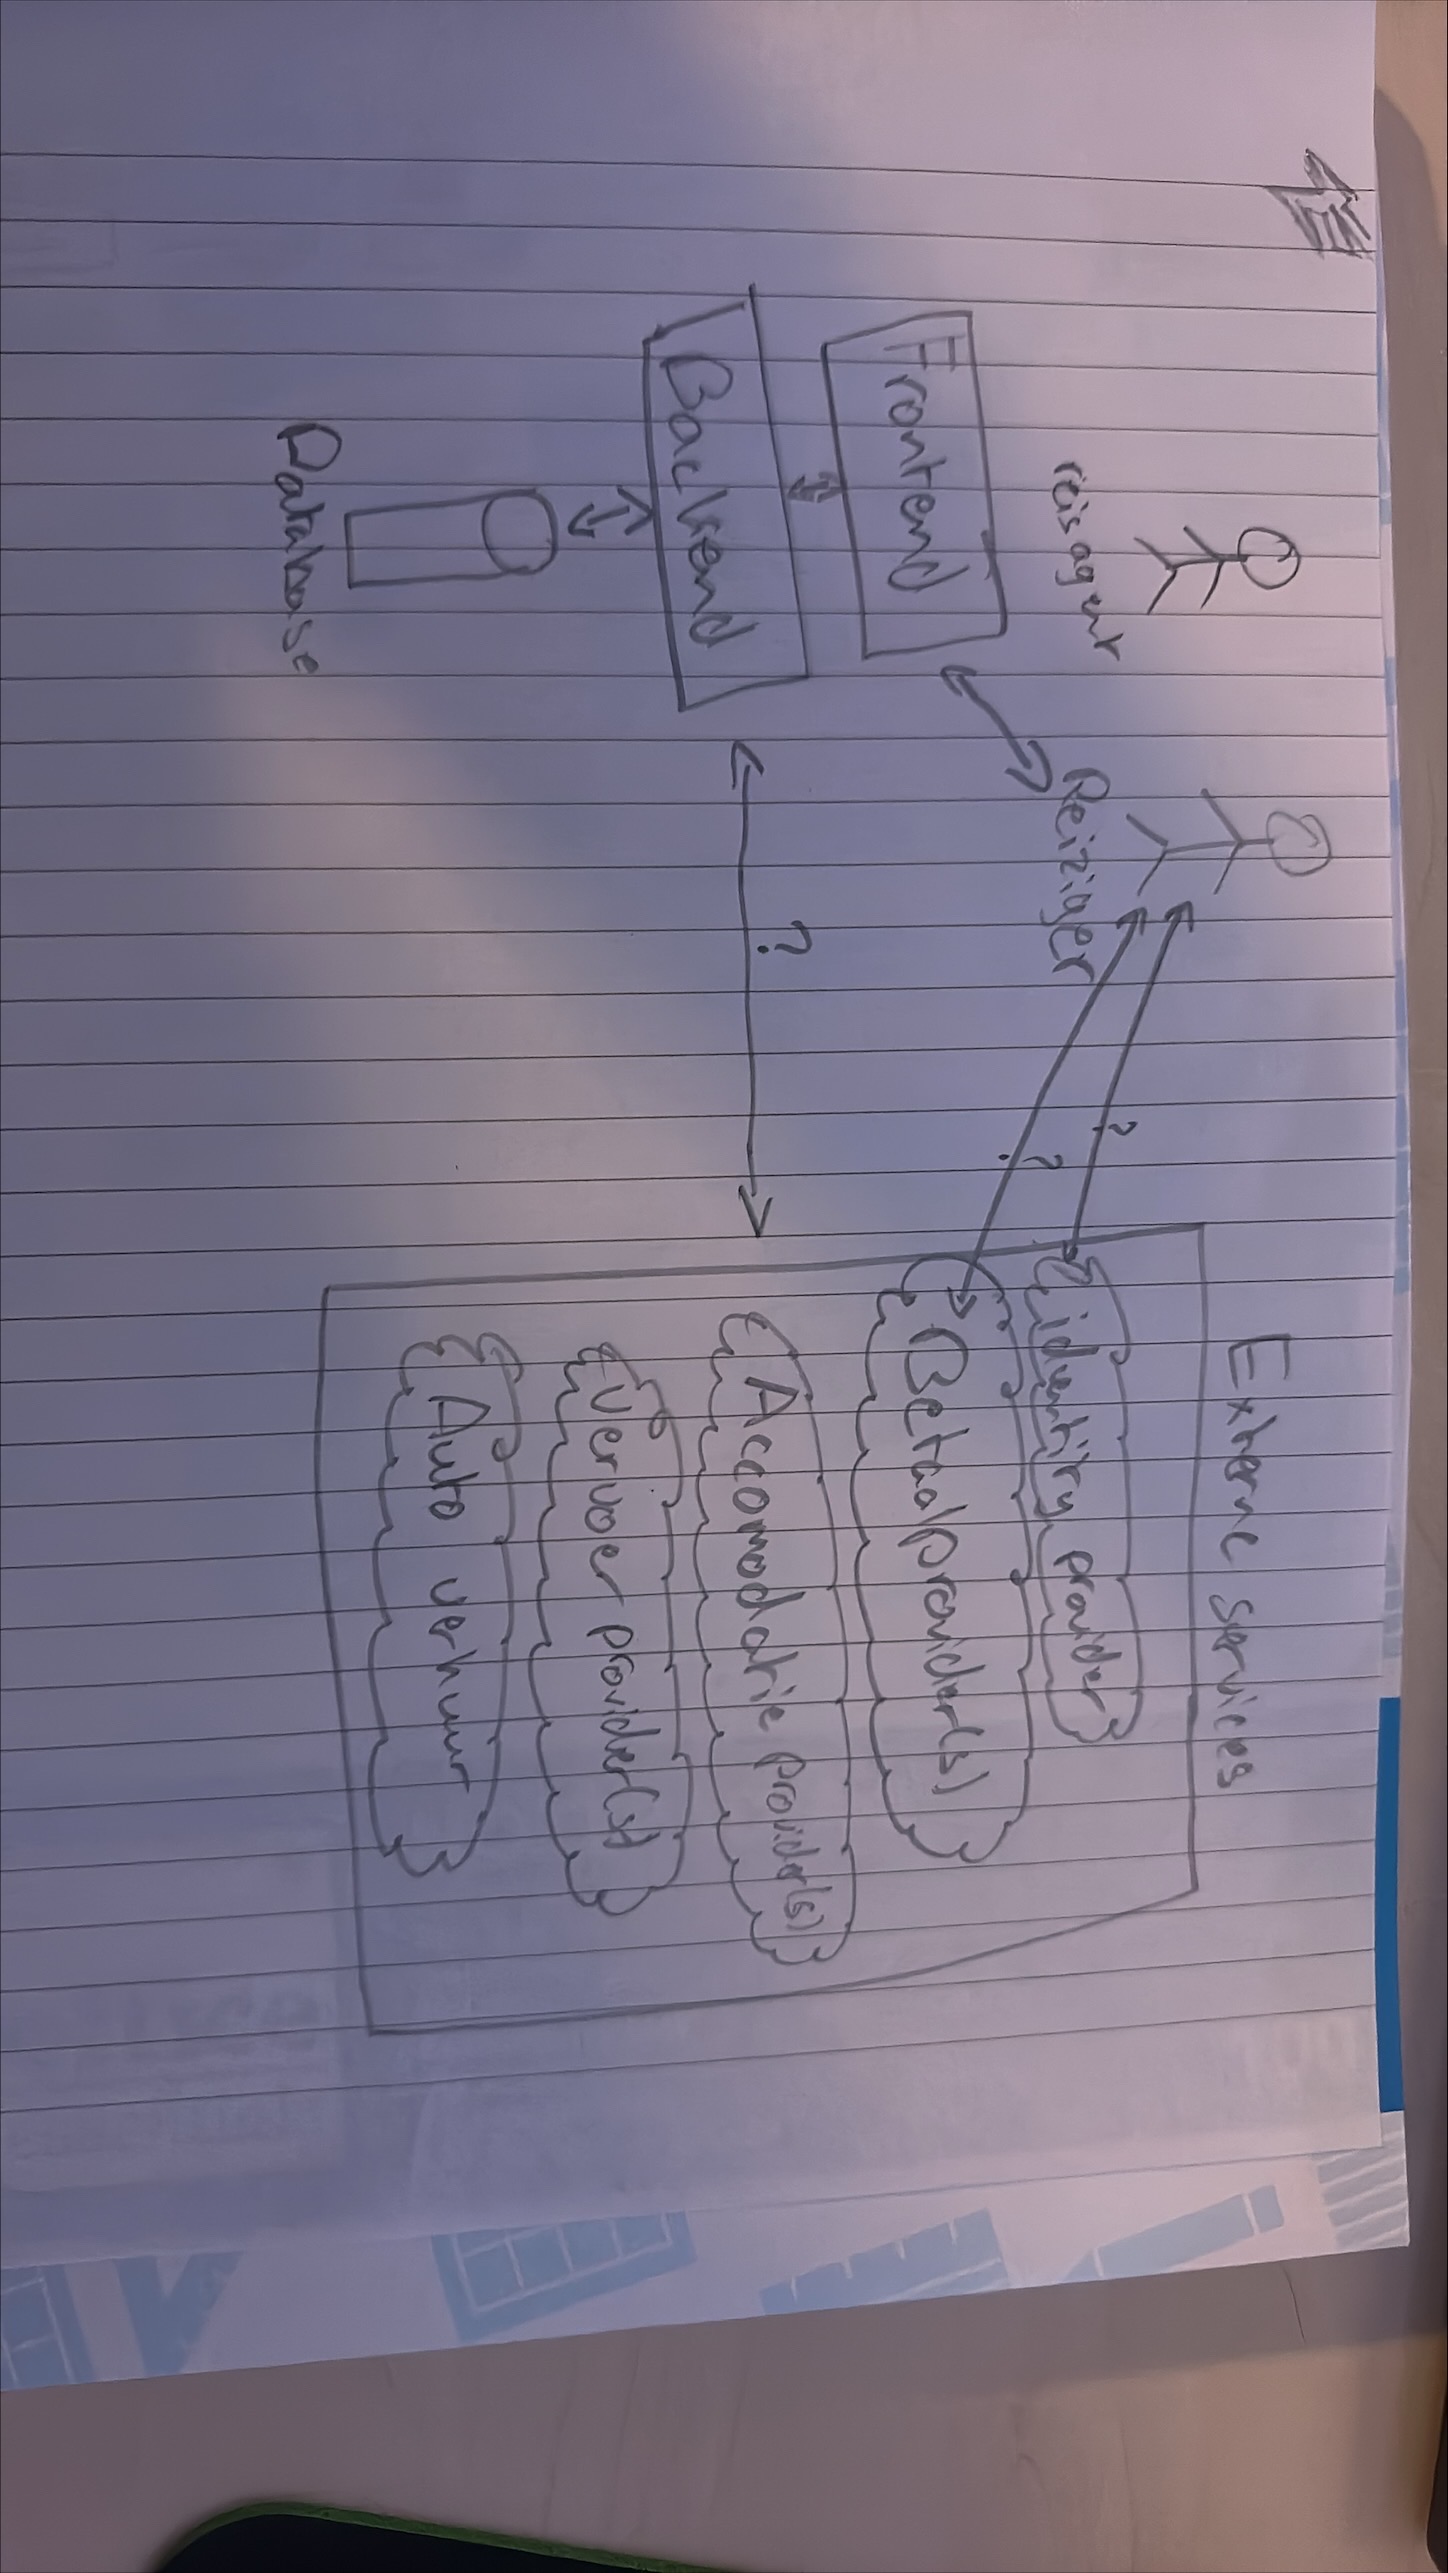 Externe services
reisagent
Reiziger
?
?
identity provider
Frontend
Betaalprovider(s)
Backend
?
Accomodatie provider(s)
Vervoer provider(s)
Database
Auto verhuur